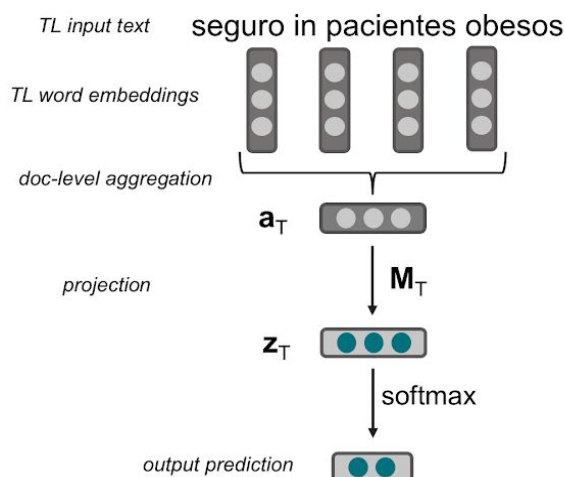 TL input text seguro in pacientes obesos
TL word embeddings
doc-level aggregation
a_T
projection M_T
z_T
softmax
output prediction